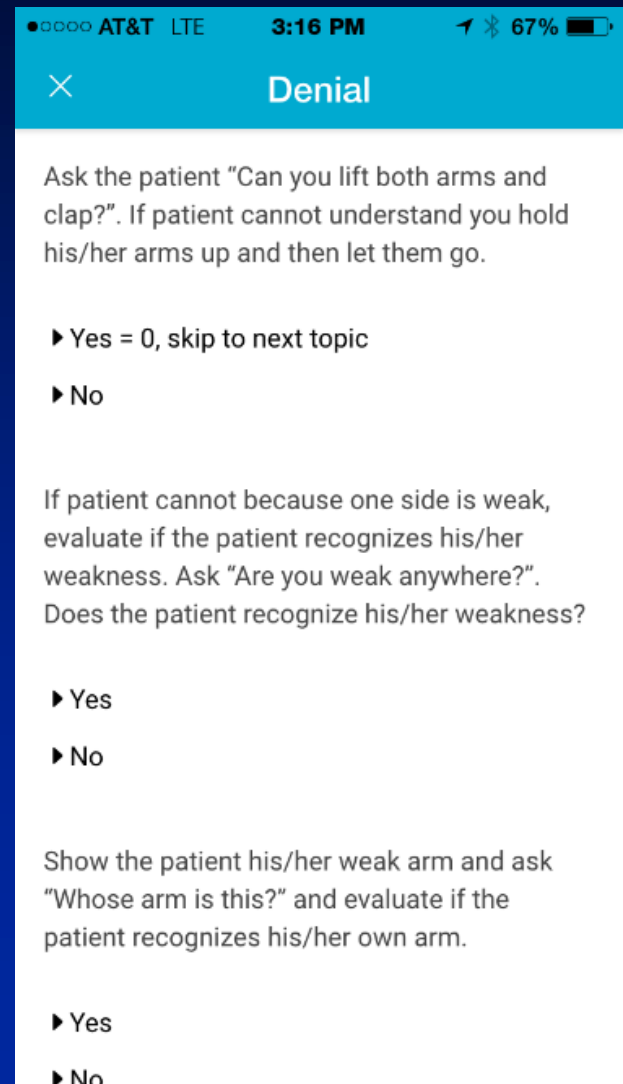 AT&T LTE 3:16 PM 67%
Denial
Ask the patient “Can you lift both arms and
clap?”. If patient cannot understand you hold
his/her arms up and then let them go.
Yes = 0, skip to next topic
No
If patient cannot because one side is weak,
evaluate if the patient recognizes his/her
weakness. Ask “Are you weak anywhere?”.
Does the patient recognize his/her weakness?
Yes
No
Show the patient his/her weak arm and ask
“Whose arm is this?” and evaluate if the
patient recognizes his/her own arm.
Yes
No